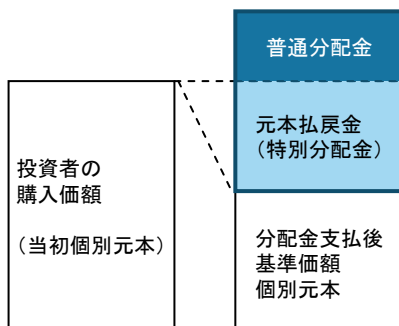 普通分配金
元本払戻金
（特別分配金）
投資者の
購入価額
（当初個別元本）
分配金支払後
基準価額
個別元本